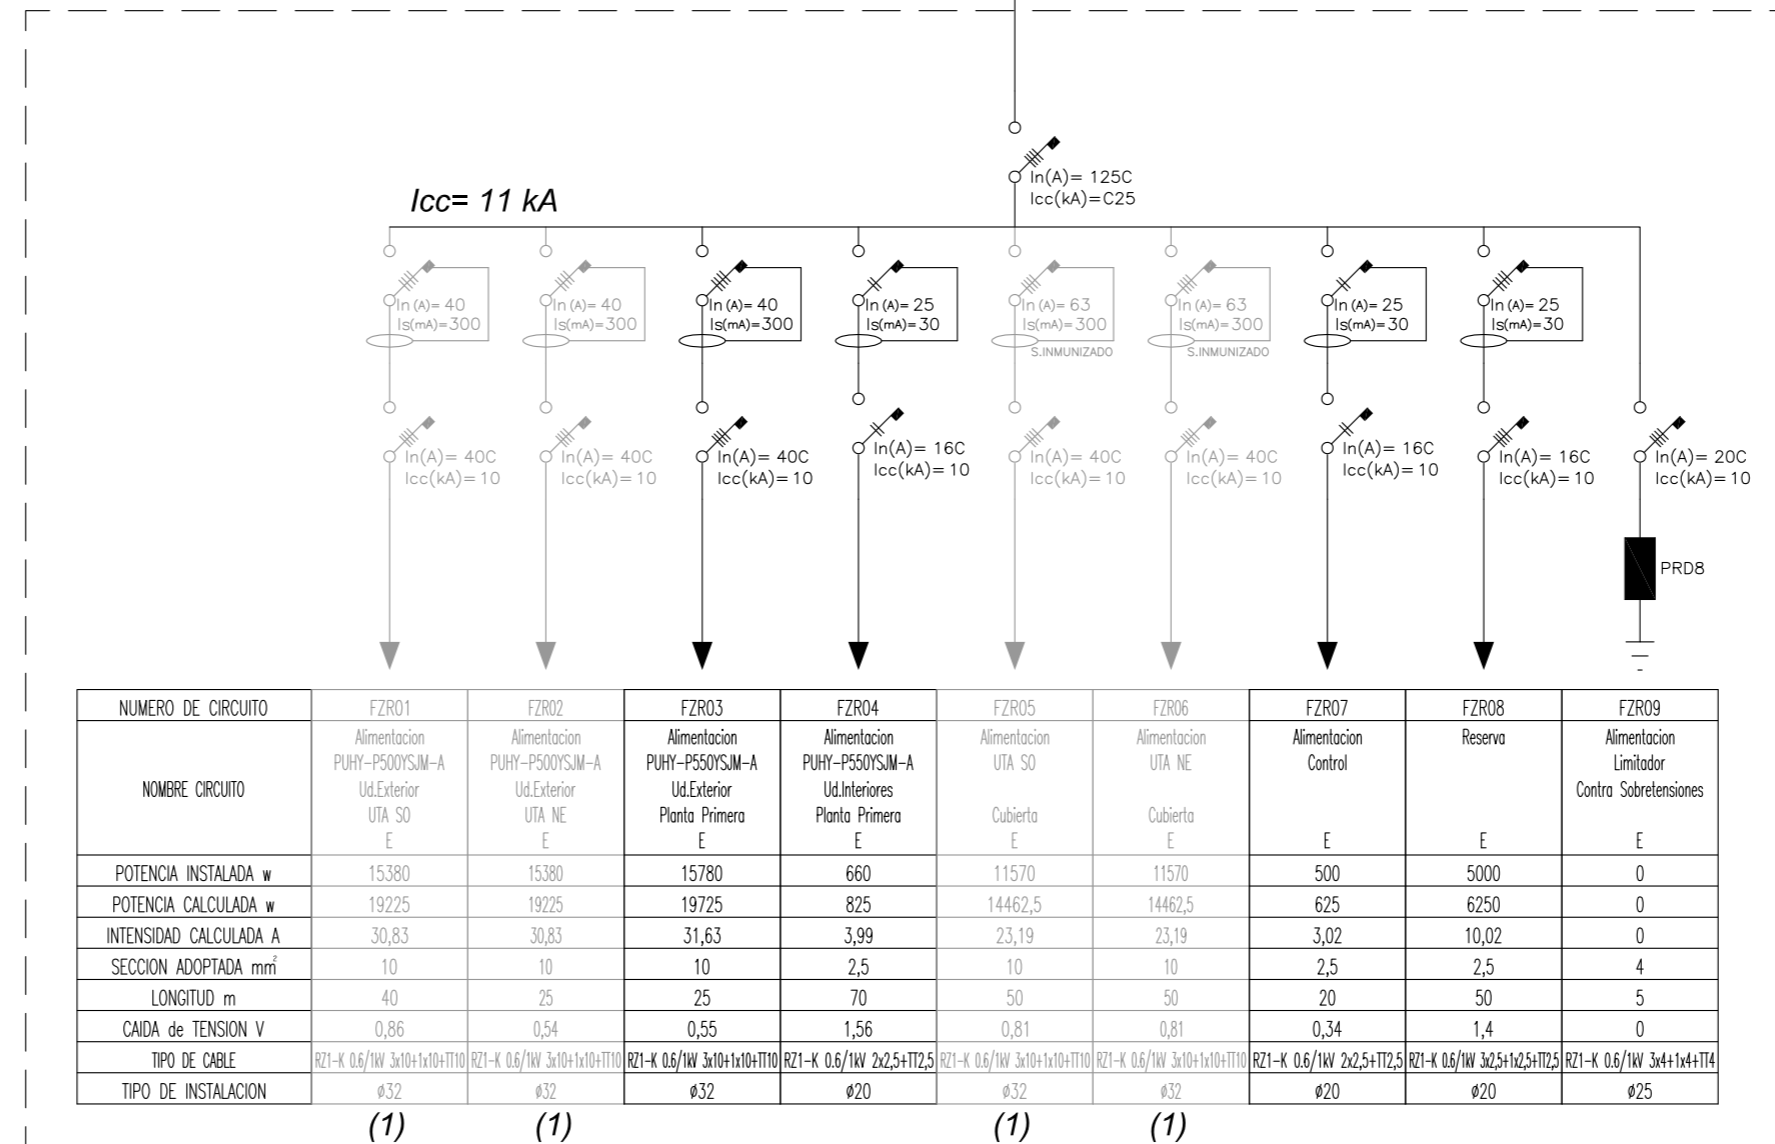 In(A)= 125C
Icc(kA)=C25
Icc= 11 kA
In (A)= 40
Is(mA)=300
In (A)= 40
Is(mA)=300
In (A)= 40
Is(mA)=300
In (A)= 25
Is(mA)=30
In (A)= 63
Is(mA)=300
S.INMUNIZADO
In (A)= 63
Is(mA)=300
S.INMUNIZADO
In (A)= 25
Is(mA)=30
In (A)= 25
Is(mA)=30
In(A)= 40C
Icc(kA)=10
In(A)= 40C
Icc(kA)=10
In(A)= 40C
Icc(kA)=10
In(A)= 16C
Icc(kA)=10
In(A)= 40C
Icc(kA)=10
In(A)= 40C
Icc(kA)=10
In(A)= 16C
Icc(kA)=10
In(A)= 16C
Icc(kA)=10
In(A)= 20C
Icc(kA)=10
PRD8
NUMERO DE CIRCUITO FZR01 FZR02 FZR03 FZR04 FZR05 FZR06 FZR07 FZR08 FZR09
NOMBRE CIRCUITO
Alimentacion
PUHY-P500YSJM-A
Ud.Exterior
UTA SO
E
Alimentacion
PUHY-P500YSJM-A
Ud.Exterior
UTA NE
E
Alimentacion
PUHY-P550YSJM-A
Ud.Exterior
Planta Primera
E
Alimentacion
PUHY-P550YSJM-A
Ud.Interiores
Planta Primera
E
Alimentacion
UTA SO
Cubierta
E
Alimentacion
UTA NE
Cubierta
E
Alimentacion
Control
E
Reserva
E
Alimentacion
Limitador
Contra Sobretensiones
E
POTENCIA INSTALADA w 15380 15380 15780 660 11570 11570 500 5000 0
POTENCIA CALCULADA w 19225 19225 19725 825 14462,5 14462,5 625 6250 0
INTENSIDAD CALCULADA A 30,83 30,83 31,63 3,99 23,19 23,19 3,02 10,02 0
SECCION ADOPTADA mm² 10 10 10 2,5 10 10 2,5 2,5 4
LONGITUD m 40 25 25 70 50 50 20 50 5
CAIDA de TENSION V 0,86 0,54 0,55 1,56 0,81 0,81 0,34 1,4 0
TIPO DE CABLE RZ1-K 0.6/1kV 3x10+1x10+TT10 RZ1-K 0.6/1kV 3x10+1x10+TT10 RZ1-K 0.6/1kV 3x10+1x10+TT10 RZ1-K 0.6/1kV 2x2,5+TT2,5 RZ1-K 0.6/1kV 3x10+1x10+TT10 RZ1-K 0.6/1kV 3x10+1x10+TT10 RZ1-K 0.6/1kV 2x2,5+TT2,5 RZ1-K 0.6/1kV 3x2,5+1x2,5+TT2,5 RZ1-K 0.6/1kV 3x4+1x4+TT4
TIPO DE INSTALACION ø32 ø32 ø32 ø20 ø32 ø32 ø20 ø20 ø25
(1) (1) (1) (1)